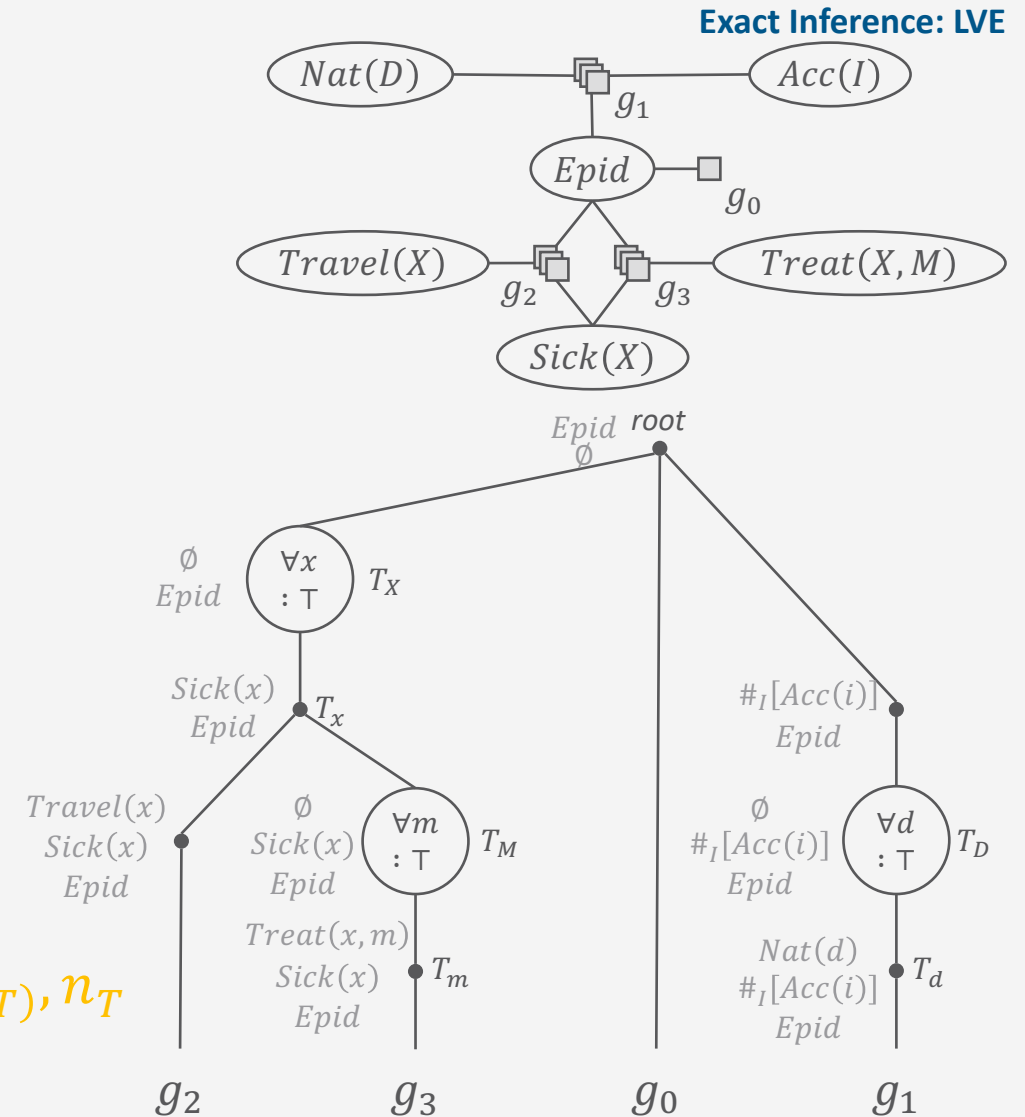 Exact Inference: LVE
Nat(D)
Acc(I)
g₁
Epid
g₀
Travel(X)
Treat(X, M)
g₂
g₃
Sick(X)
Epid
∅
root
∅
Epid
∀x
: ⊤
T_X
Sick(x)
Epid
T_x
#_I[Acc(i)]
Epid
Travel(x)
Sick(x)
Epid
∅
Sick(x)
Epid
∀m
: ⊤
T_M
∅
#_I[Acc(i)]
Epid
∀d
: ⊤
T_D
Treat(x, m)
Sick(x)
Epid
T_m
Nat(d)
#_I[Acc(i)]
Epid
T_d
T), n_T
g₂
g₃
g₀
g₁